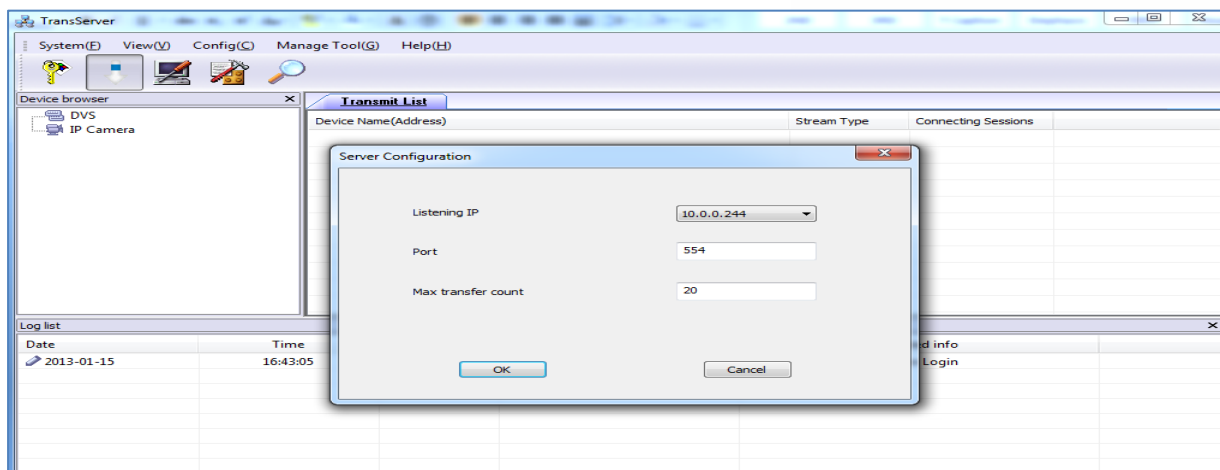 TransServer
System(F) View(V) Config(C) Manage Tool(G) Help(H)
Device browser
Transmit List
DVS
IP Camera
Device Name(Address) Stream Type Connecting Sessions
Server Configuration
Listening IP 10.0.0.244
Port 554
Max transfer count 20
OK Cancel
Log list
Date Time d info
2013-01-15 16:43:05 Login